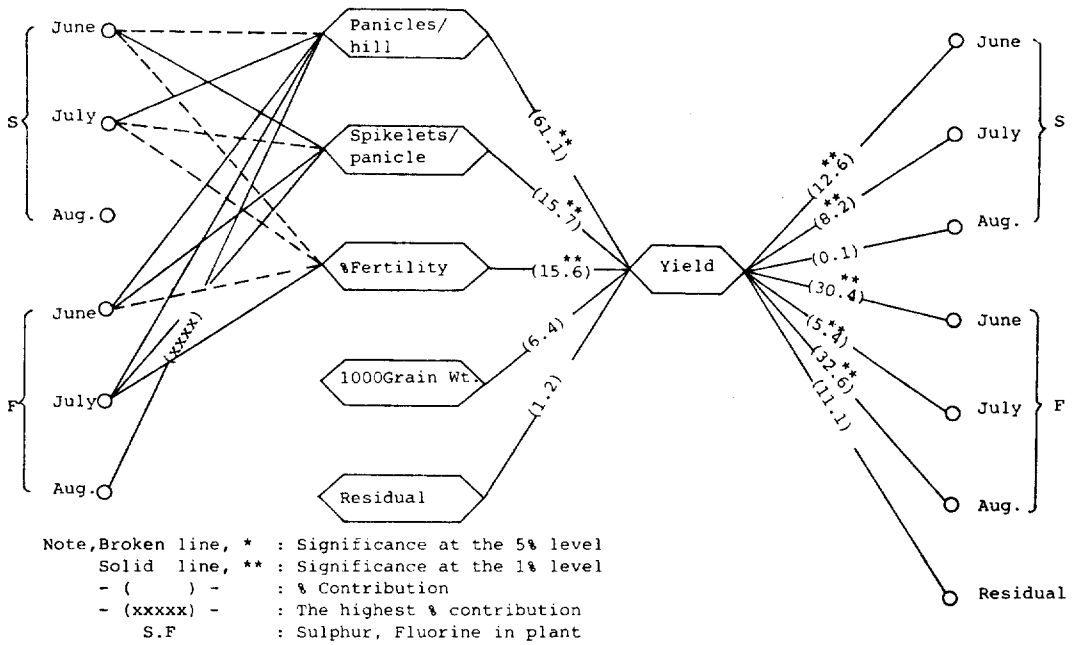 S
June
July
Aug.
F
June
July
Aug.
Panicles/
hill
Spikelets/
panicle
%Fertility
1000Grain Wt.
Residual
(xxxx)
(61.1)**
(15.7)**
(15.6)**
(6.4)
(1.2)
Yield
(12.6)**
(8.2)**
(0.1)
(30.4)**
(5.4)**
(32.6)**
(11.1)
June
July
Aug.
S
June
July
Aug.
F
Residual
Note,Broken line, * : Significance at the 5% level
Solid line, ** : Significance at the 1% level
- ( ) - : % Contribution
- (xxxxx) - : The highest % contribution
S.F : Sulphur, Fluorine in plant